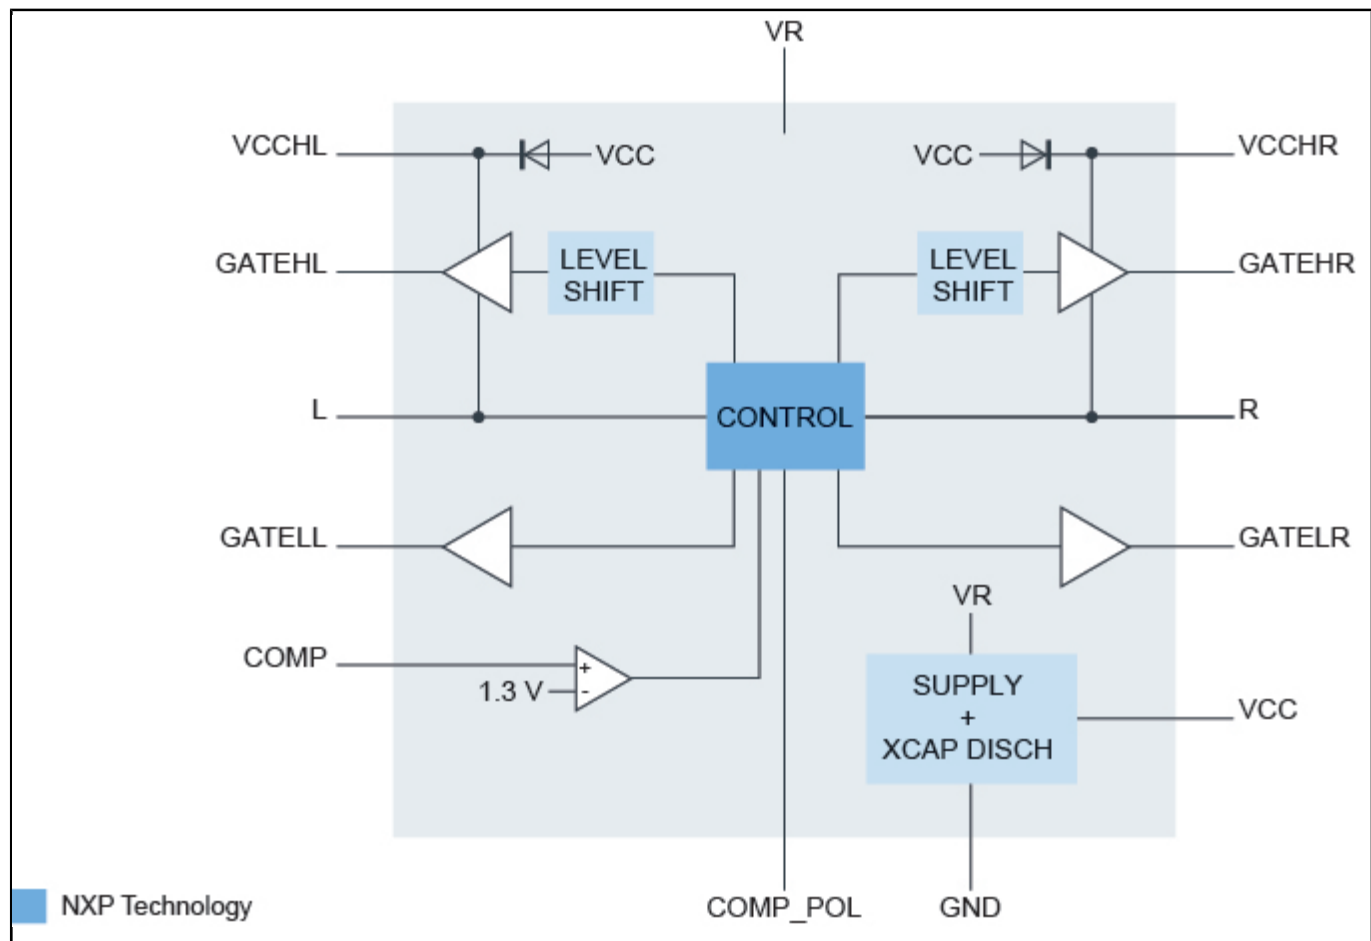 VR
VCCHL
VCC
VCC
VCCHR
GATEHL
LEVEL
SHIFT
LEVEL
SHIFT
GATEHR
L
CONTROL
R
GATELL
GATELR
VR
COMP
+
1.3 V
-
SUPPLY
+
XCAP DISCH
VCC
NXP Technology
COMP_POL
GND